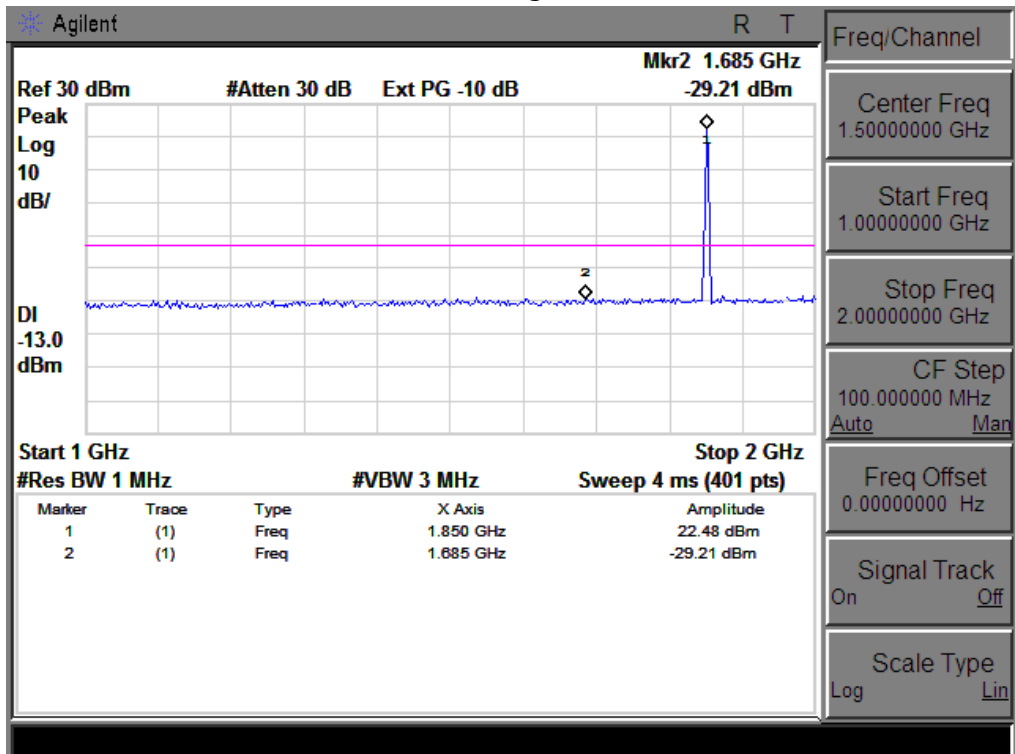 Agilent R T
Mkr2 1.685 GHz
Ref 30 dBm #Atten 30 dB Ext PG -10 dB -29.21 dBm
Peak
Log
10
dB/
1
2
DI
-13.0
dBm
Start 1 GHz Stop 2 GHz
#Res BW 1 MHz #VBW 3 MHz Sweep 4 ms (401 pts)
Marker Trace Type X Axis Amplitude
1 (1) Freq 1.850 GHz 22.48 dBm
2 (1) Freq 1.685 GHz -29.21 dBm
Freq/Channel
Center Freq
1.50000000 GHz
Start Freq
1.00000000 GHz
Stop Freq
2.00000000 GHz
CF Step
100.000000 MHz
Auto Man
Freq Offset
0.00000000 Hz
Signal Track
On Off
Scale Type
Log Lin